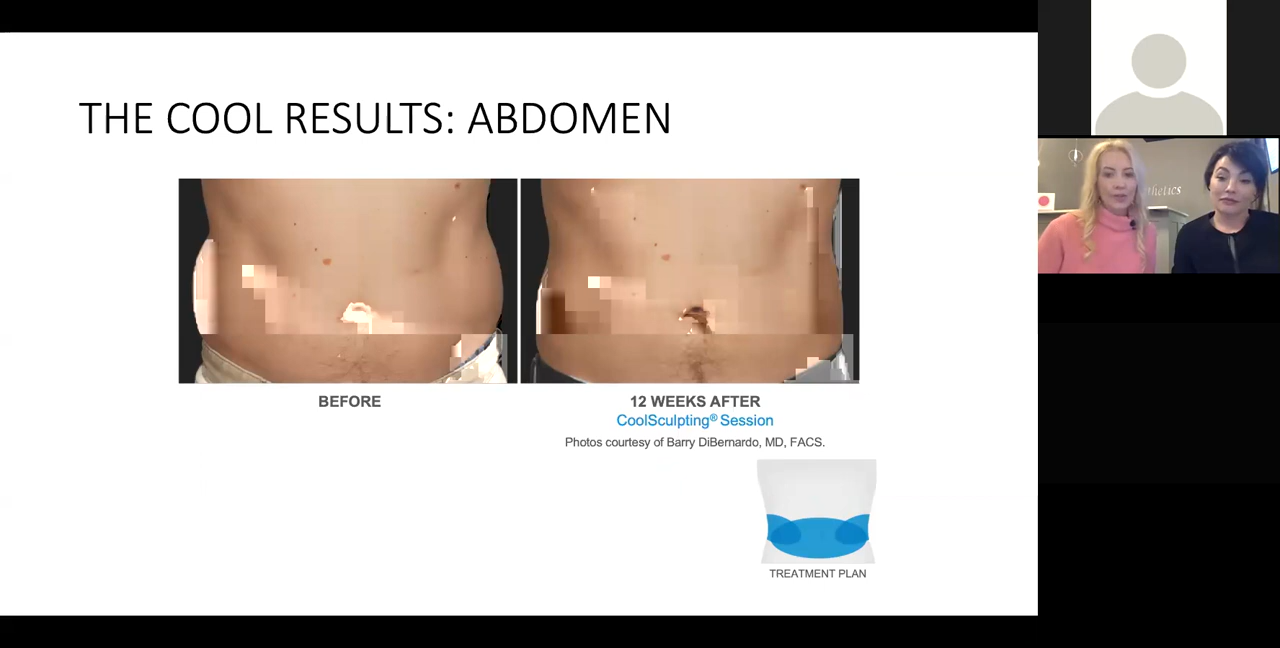 THE COOL RESULTS: ABDOMEN
BEFORE
12 WEEKS AFTER
CoolSculpting® Session
Photos courtesy of Barry DiBernardo, MD, FACS.
TREATMENT PLAN